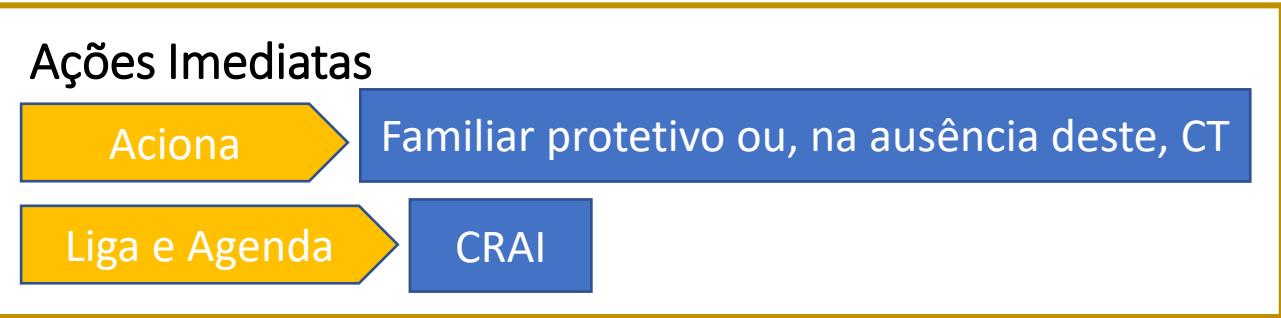 Ações Imediatas
Aciona
Familiar protetivo ou, na ausência deste, CT
Liga e Agenda
CRAI